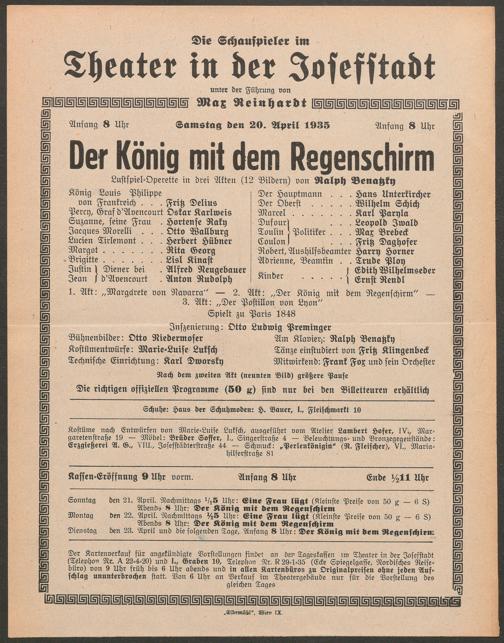 Die Schauspieler im
Theater in der Josefstadt
unter der Führung von
Max Reinhardt
Anfang 8 Uhr Samstag den 20. April 1935 Anfang 8 Uhr
Der König mit dem Regenschirm
Lustspiel-Operette in drei Akten (12 Bildern) von Ralph Benatzky
König Louis Philippe
von Frankreich . . . Fritz Delius
Percy, Graf d'Avencourt Oskar Karlweis
Suzanne, seine Frau . Hortense Raky
Jacques Morelli . . . Otto Wallburg
Lucien Tirlemont . . Herbert Hübner
Margot . . . . . . Rita Georg
Brigitte . . . . . . Lisl Kinast
Justin } Diener bei . Alfred Neugebauer
Jean } d'Avencourt . Anton Rudolph
Der Hauptmann . . . Hans Unterkircher
Der Oberst . . . . Wilhelm Schich
Marcel . . . . . . Karl Paryla
Dufour } . . . Leopold Jwald
Toulin } Politiker . . Max Brebeck
Coulon } . . . Fritz Daghofer
Robert, Aushilfsbeamter Harry Horner
Adrienne, Beamtin . . Trude Ploy
Kinder . . . . . { Edith Wilhelmseder
Ernst Rendl
1. Akt: „Margarete von Navarra" — 2. Akt: „Der König mit dem Regenschirm" —
3. Akt: „Der Postillon von Lyon"
Spielt zu Paris 1848
Inszenierung: Otto Ludwig Preminger
Bühnenbilder: Otto Niedermoser
Kostümentwürfe: Marie-Luise Luksch
Technische Einrichtung: Karl Dworsky
Am Klavier: Ralph Benatzky
Tänze einstudiert von Fritz Klingenbeck
Mitwirkend: Frank Fox und sein Orchester
Nach dem zweiten Akt (neunten Bild) größere Pause
Die richtigen offiziellen Programme (50 g) sind nur bei den Billetteuren erhältlich
Schuhe: Haus der Schuhmoden: H. Bauer, I., Fleischmarkt 10
Kostüme nach Entwürfen von Marie-Luise Luksch, ausgeführt vom Atelier Lambert Hofer, IV., Mar-
garetenstraße 19 — Möbel: Brüder Soffer, I., Singerstraße 4 — Beleuchtungs- und Bronzegegenstände:
Erzgießerei A. G., VIII., Josefstädterstraße 44 — Schmuck: „Perlenkönigin" (R. Fleischer), VI., Maria-
hilferstraße 81
Kassen-Eröffnung 9 Uhr vorm. Anfang 8 Uhr Ende ½11 Uhr
Sonntag den 21. April. Nachmittags ½5 Uhr: Eine Frau lügt (Kleinste Preise von 50 g — 6 S)
Abends 8 Uhr: Der König mit dem Regenschirm
Montag den 22. April. Nachmittags ½5 Uhr: Eine Frau lügt (Kleinste Preise von 50 g — 6 S)
Abends 8 Uhr: Der König mit dem Regenschirm
Dienstag den 23. April und die folgenden Tage, Anfang 8 Uhr: Der König mit dem Regenschirm
Der Kartenverkauf für angekündigte Vorstellungen findet an der Tageskassen im Theater in der Josefstadt
(Telephon Nr. A 23-4-20) und I., Graben 10, Telephon Nr. R 29-1-35 (Ecke Spiegelgasse, Nordisches Reise-
büro) von 9 Uhr früh bis 6 Uhr abends und in allen Kartenbüros zu Originalpreisen ohne jeden Auf-
schlag ununterbrochen statt. Von 6 Uhr an Verkauf im Theatergebäude nur für die Vorstellung des
gleichen Tages
„Elbemühl", Wien IX.